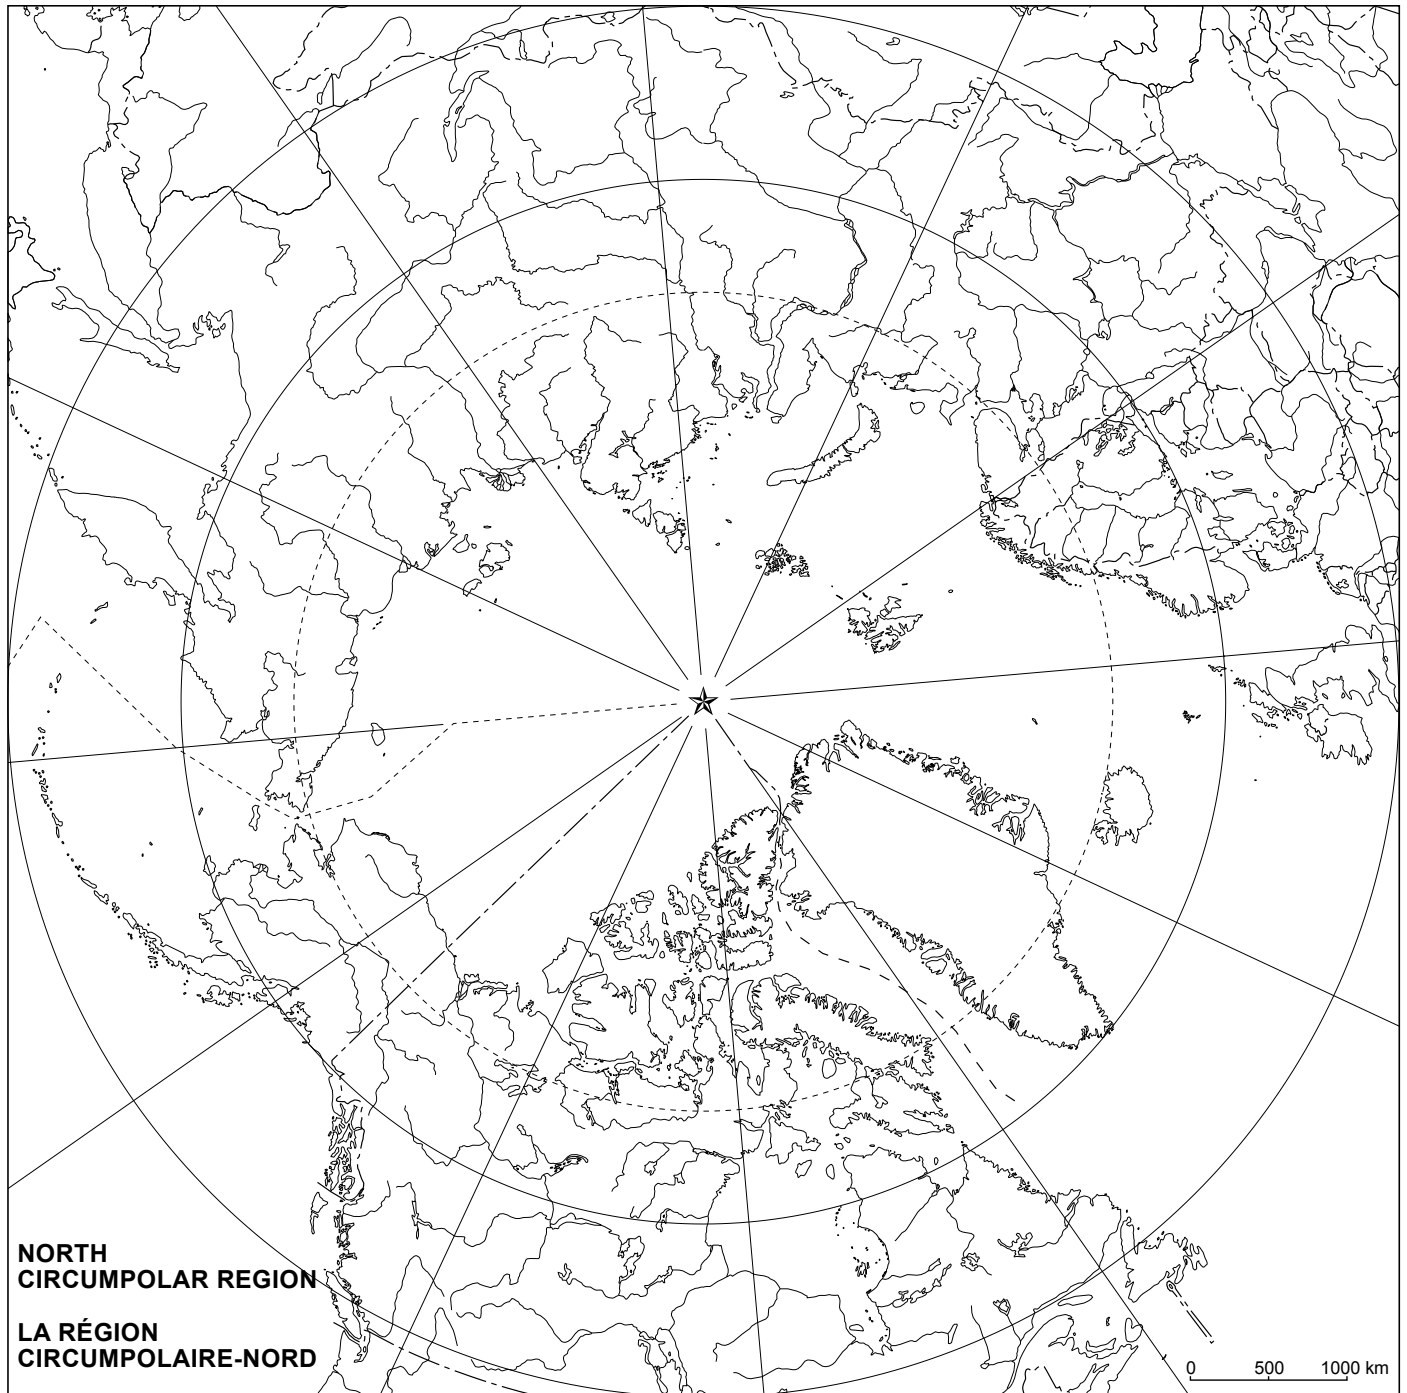 NORTH
CIRCUMPOLAR REGION
LA RÉGION
CIRCUMPOLAIRE-NORD
0 500 1000 km